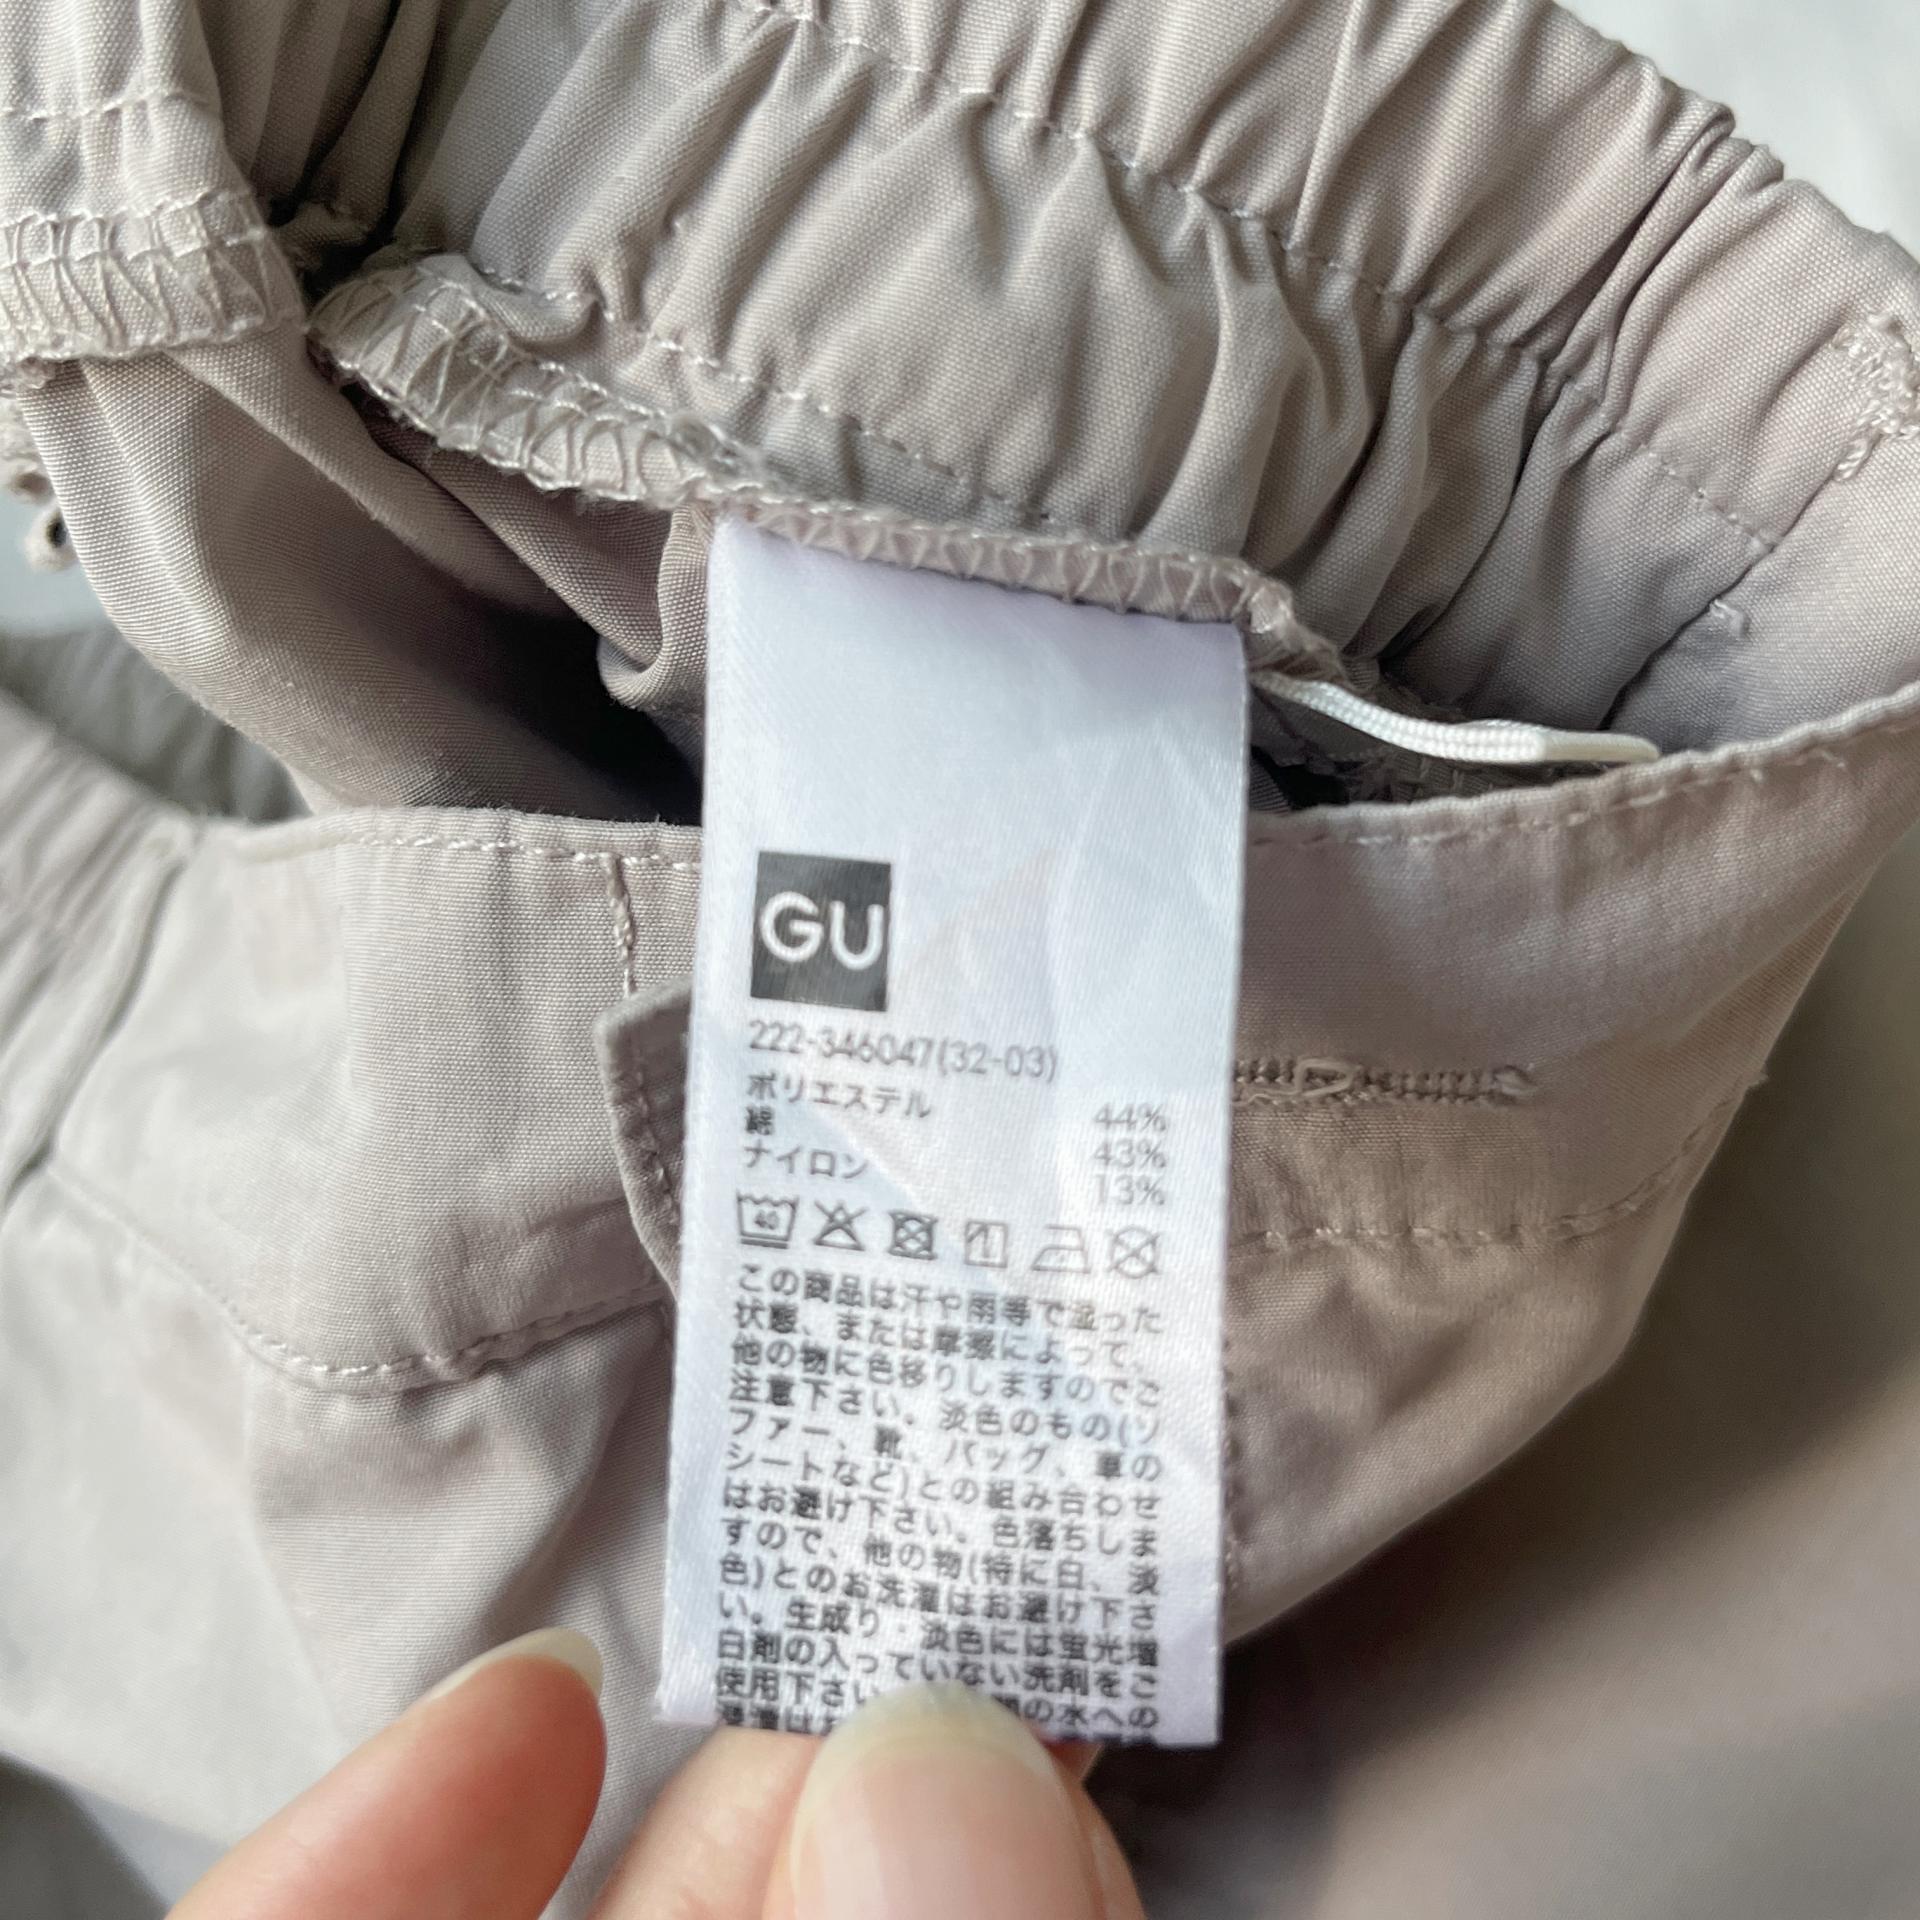 GU
222-346047(32-03)
ポリエステル 44%
綿 43%
ナイロン 13%
40
この商品は汗や雨等で湿った
状態、または摩擦によって、
他の物に色移りしますのでご
注意下さい。淡色のもの(ソ
ファー、靴、バッグ、車の
シートなど)との組み合わせ
はお避け下さい。色落ちしま
すので、他の物(特に白、淡
色)とのお洗濯はお避け下さ
い。生成り・淡色には蛍光増
白剤の入っていない洗剤をご
使用下さい
の水への